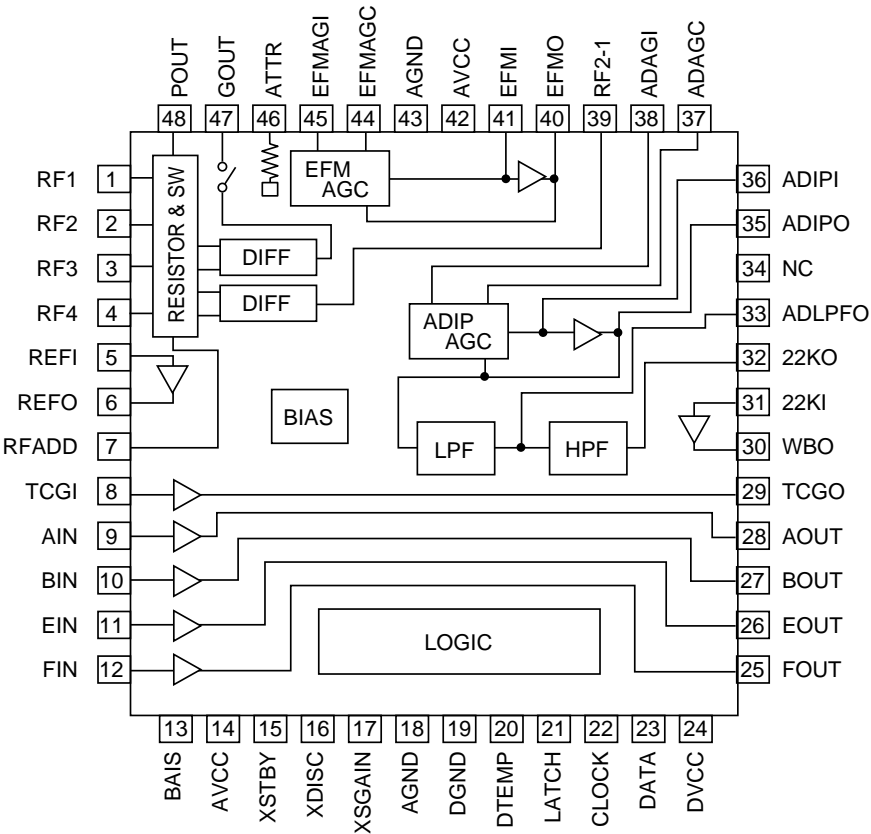 POUT
GOUT
ATTR
EFMAGI
EFMAGC
AGND
AVCC
EFMI
EFMO
RF2-1
ADAGI
ADAGC
48
47
46
45
44
43
42
41
40
39
38
37
RF1 1
RF2 2
RF3 3
RF4 4
REFI 5
REFO 6
RFADD 7
TCGI 8
AIN 9
BIN 10
EIN 11
FIN 12
RESISTOR & SW
EFM
AGC
DIFF
DIFF
ADIP
AGC
BIAS
LPF
HPF
LOGIC
36 ADIPI
35 ADIPO
34 NC
33 ADLPFO
32 22KO
31 22KI
30 WBO
29 TCGO
28 AOUT
27 BOUT
26 EOUT
25 FOUT
13
14
15
16
17
18
19
20
21
22
23
24
BAIS
AVCC
XSTBY
XDISC
XSGAIN
AGND
DGND
DTEMP
LATCH
CLOCK
DATA
DVCC